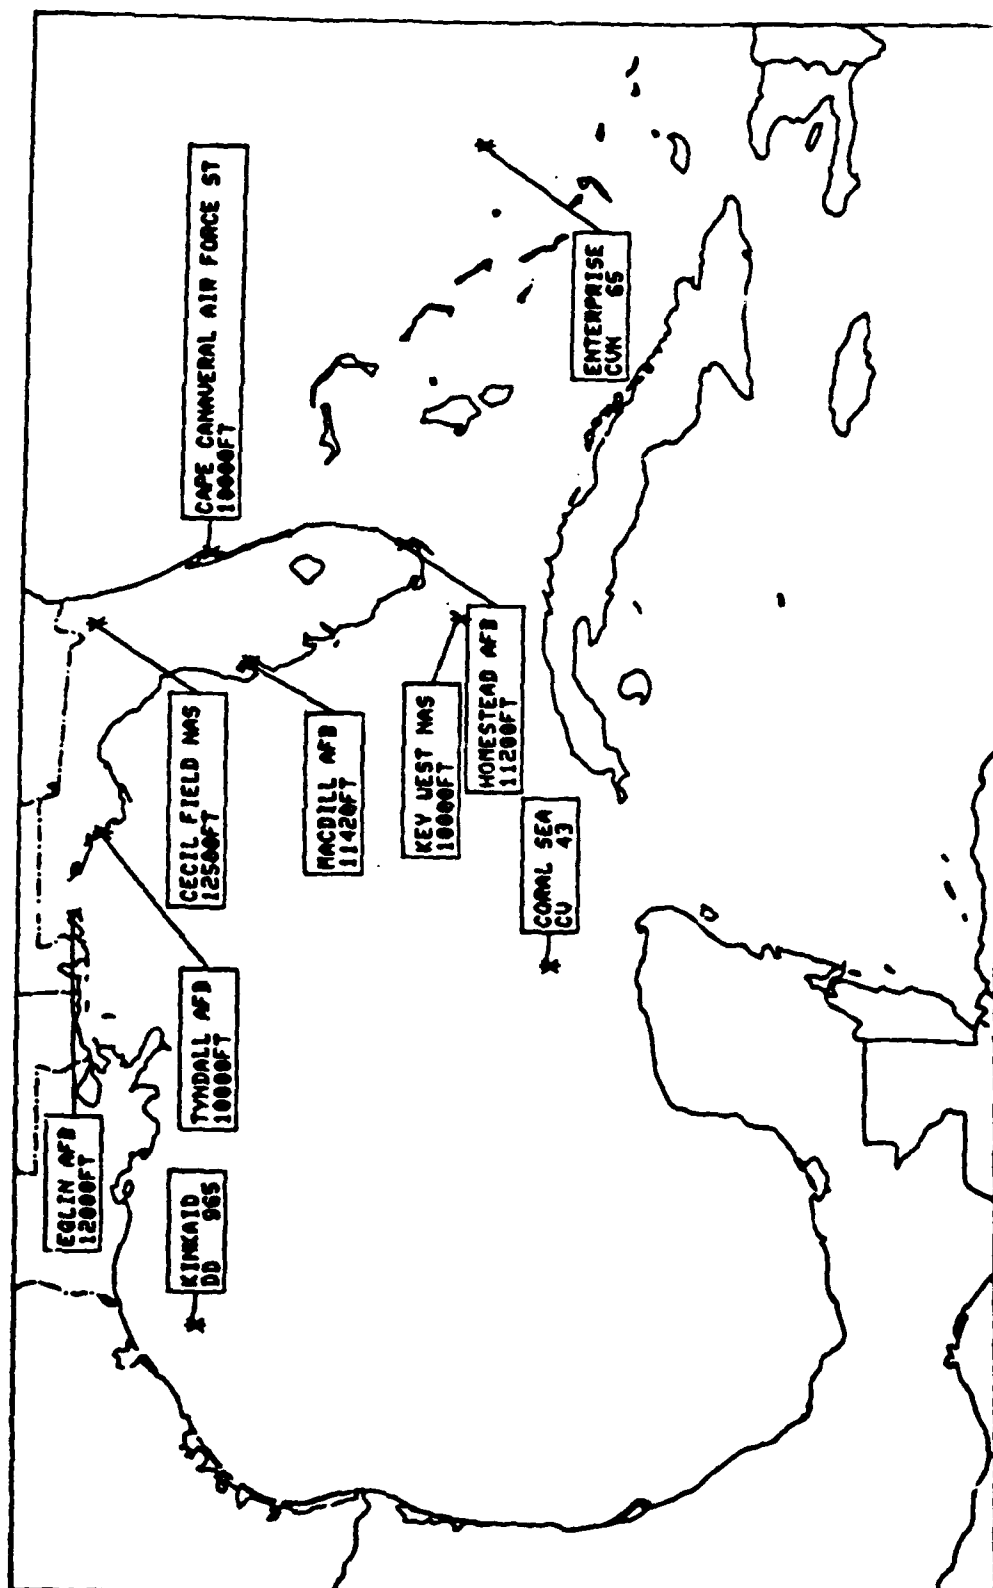 EGLIN AFB
12000FT
KINKAID
DD 965
TYNDALL AFB
10000FT
CECIL FIELD NAS
12500FT
MACDILL AFB
11420FT
KEY WEST NAS
10000FT
HOMESTEAD AFB
11200FT
CORAL SEA
CV 43
CAPE CANAVERAL AIR FORCE ST
10000FT
ENTERPRISE
CVN 65